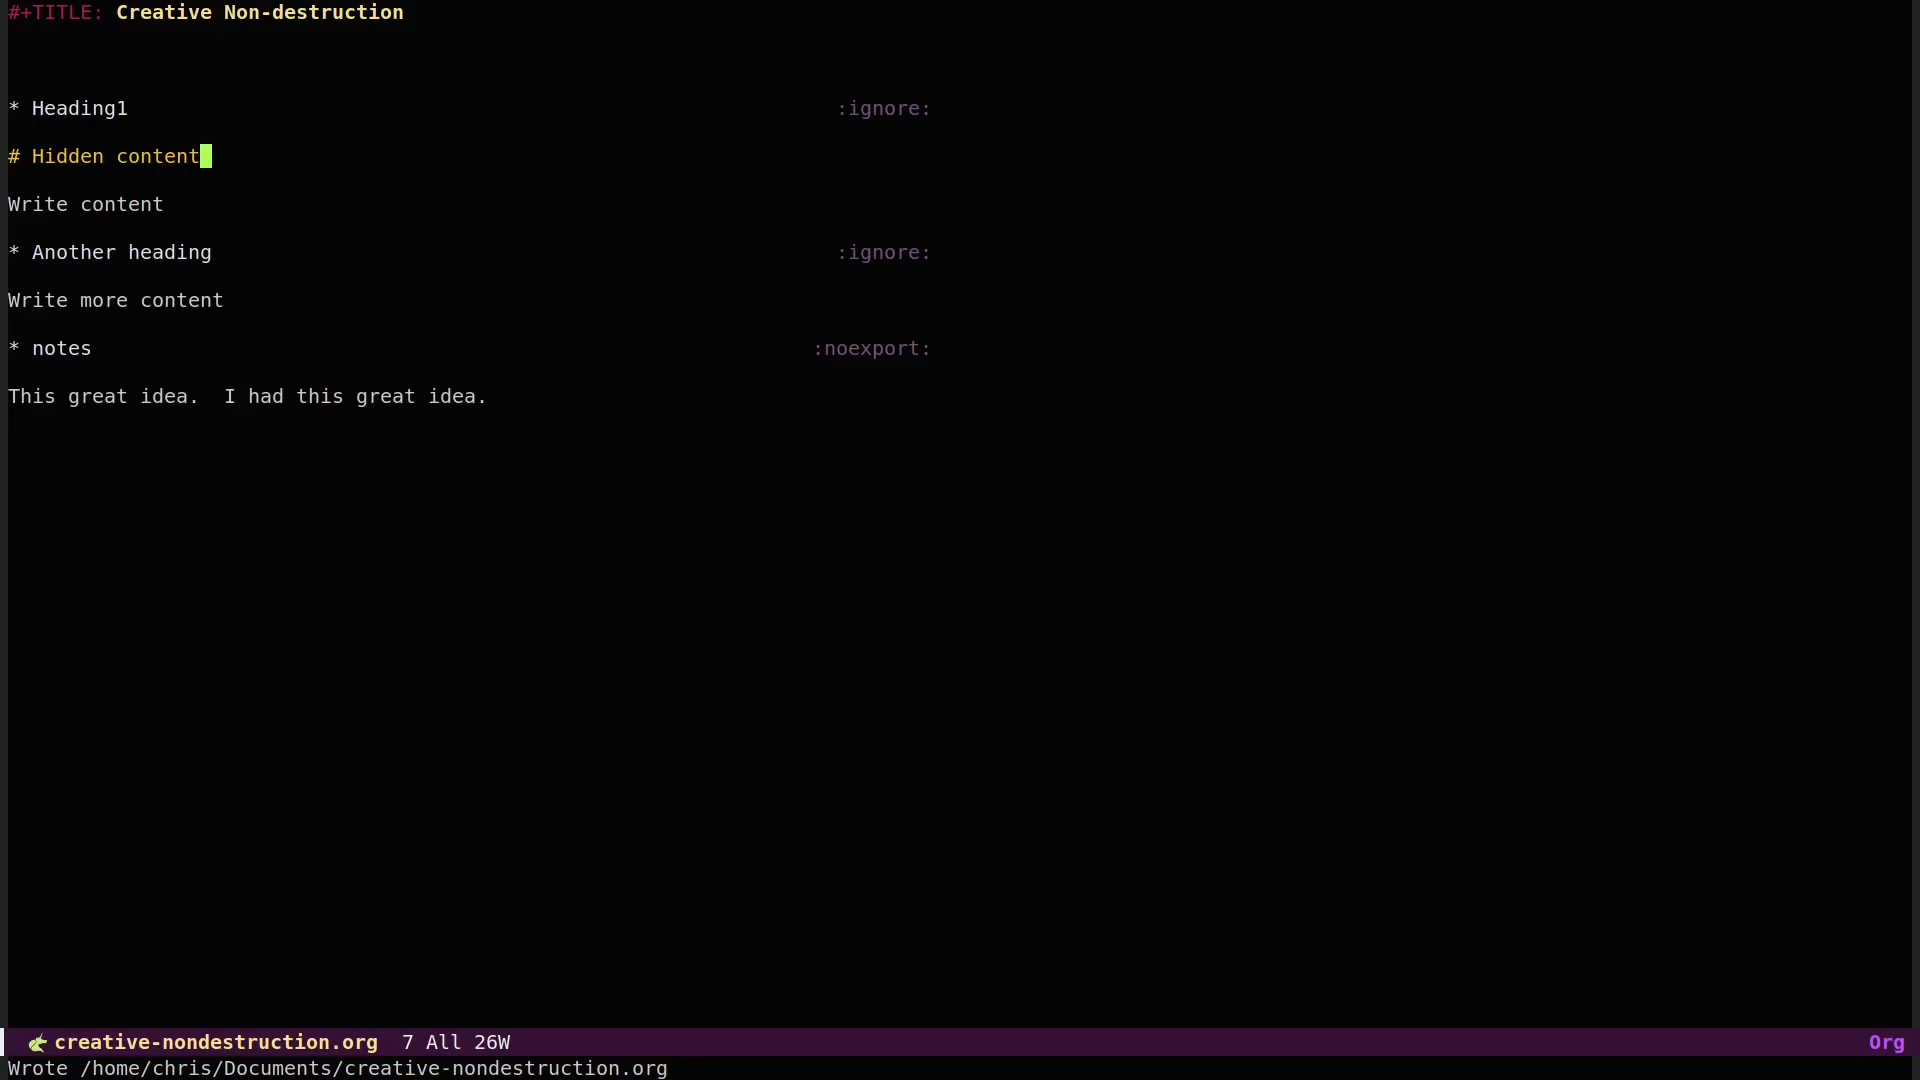 #+TITLE: Creative Non-destruction
* Heading1 :ignore:
# Hidden content
Write content
* Another heading :ignore:
Write more content
* notes :noexport:
This great idea.  I had this great idea.
creative-nondestruction.org  7 All 26W Org
Wrote /home/chris/Documents/creative-nondestruction.org